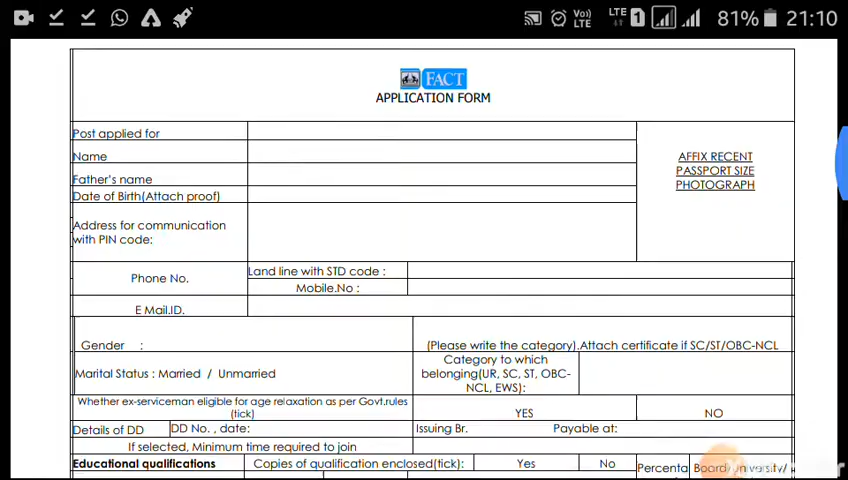 Vo))
LTE
LTE
1
81%
21:10
FACT
APPLICATION FORM
Post applied for
Name
Father's name
Date of Birth(Attach proof)
AFFIX RECENT
PASSPORT SIZE
PHOTOGRAPH
Address for communication
with PIN code:
Phone No.
Land line with STD code :
Mobile.No :
E Mail.ID.
Gender :
(Please write the category).Attach certificate if SC/ST/OBC-NCL
Marital Status : Married / Unmarried
Category to which
belonging(UR, SC, ST, OBC-
NCL, EWS):
Whether ex-serviceman eligible for age relaxation as per Govt.rules
(tick)
YES
NO
Details of DD
DD No. , date:
Issuing Br.
Payable at:
If selected, Minimum time required to join
Educational qualifications
Copies of qualification enclosed(tick):
Yes
No
Percenta
Board/University/